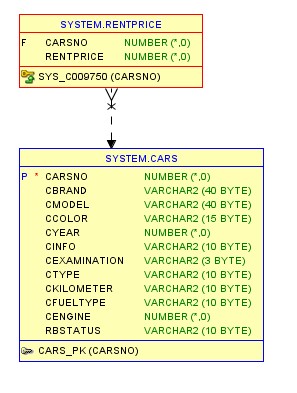 SYSTEM.RENTPRICE
F CARSNO NUMBER (*,0)
RENTPRICE NUMBER (*,0)
SYS_C009750 (CARSNO)
SYSTEM.CARS
P * CARSNO NUMBER (*,0)
CBRAND VARCHAR2 (40 BYTE)
CMODEL VARCHAR2 (40 BYTE)
CCOLOR VARCHAR2 (15 BYTE)
CYEAR NUMBER (*,0)
CINFO VARCHAR2 (10 BYTE)
CEXAMINATION VARCHAR2 (3 BYTE)
CTYPE VARCHAR2 (10 BYTE)
CKILOMETER VARCHAR2 (10 BYTE)
CFUELTYPE VARCHAR2 (10 BYTE)
CENGINE NUMBER (*,0)
RBSTATUS VARCHAR2 (10 BYTE)
CARS_PK (CARSNO)